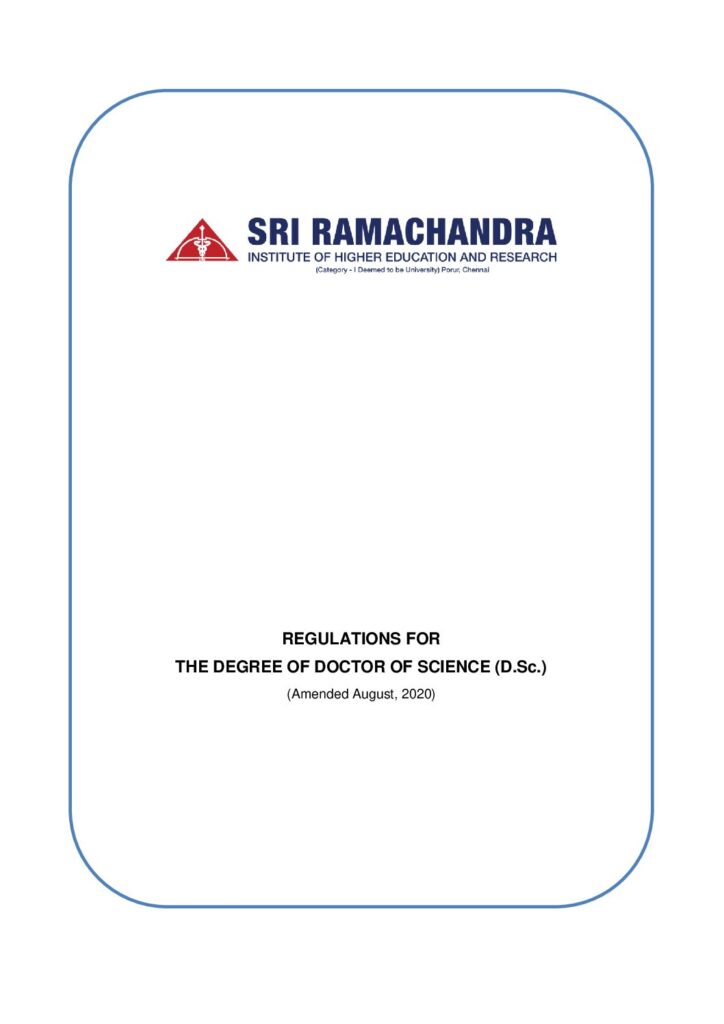 SRI RAMACHANDRA
INSTITUTE OF HIGHER EDUCATION AND RESEARCH
(Category - I Deemed to be University) Porur, Chennai
REGULATIONS FOR
THE DEGREE OF DOCTOR OF SCIENCE (D.Sc.)
(Amended August, 2020)